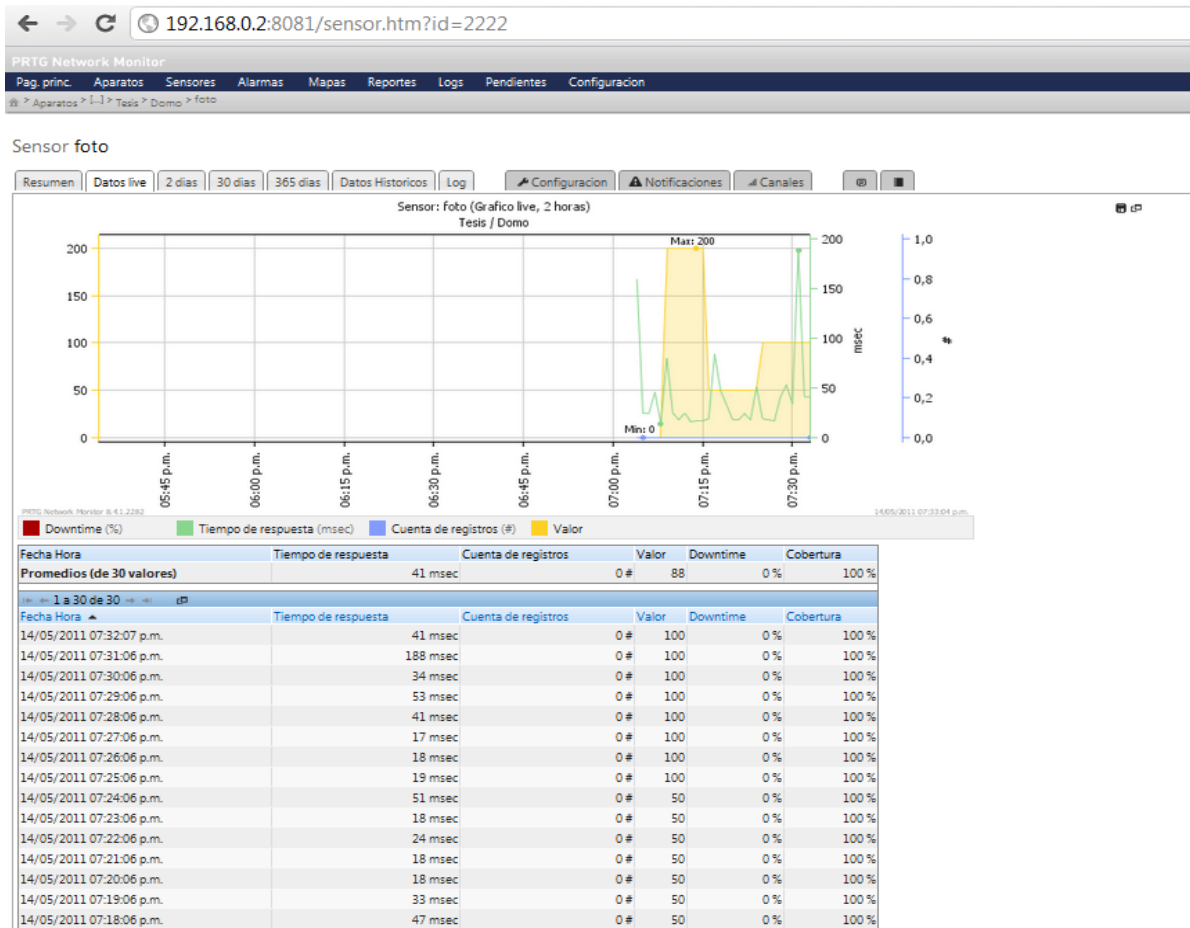 192.168.0.2:8081/sensor.htm?id=2222
PRTG Network Monitor
Pag. princ. Aparatos Sensores Alarmas Mapas Reportes Logs Pendientes Configuracion
> Aparatos > [...] > Tesis > Domo > foto
Sensor foto
Resumen Datos live 2 dias 30 dias 365 dias Datos Historicos Log Configuracion Notificaciones Canales
Sensor: foto (Grafico live, 2 horas)
Tesis / Domo
Max: 200
Min: 0
200
150
100
50
0
200
150
100
50
0
msec
1,0
0,8
0,6
0,4
0,2
0,0
#
05:45 p.m.
06:00 p.m.
06:15 p.m.
06:30 p.m.
06:45 p.m.
07:00 p.m.
07:15 p.m.
07:30 p.m.
PRTG Network Monitor 8.4.1.2282 14/05/2011 07:33:04 p.m.
Downtime (%) Tiempo de respuesta (msec) Cuenta de registros (#) Valor
Fecha Hora Tiempo de respuesta Cuenta de registros Valor Downtime Cobertura
Promedios (de 30 valores) 41 msec 0 # 88 0 % 100 %
1 a 30 de 30
Fecha Hora Tiempo de respuesta Cuenta de registros Valor Downtime Cobertura
14/05/2011 07:32:07 p.m. 41 msec 0 # 100 0 % 100 %
14/05/2011 07:31:06 p.m. 188 msec 0 # 100 0 % 100 %
14/05/2011 07:30:06 p.m. 34 msec 0 # 100 0 % 100 %
14/05/2011 07:29:06 p.m. 53 msec 0 # 100 0 % 100 %
14/05/2011 07:28:06 p.m. 41 msec 0 # 100 0 % 100 %
14/05/2011 07:27:06 p.m. 17 msec 0 # 100 0 % 100 %
14/05/2011 07:26:06 p.m. 18 msec 0 # 100 0 % 100 %
14/05/2011 07:25:06 p.m. 19 msec 0 # 100 0 % 100 %
14/05/2011 07:24:06 p.m. 51 msec 0 # 50 0 % 100 %
14/05/2011 07:23:06 p.m. 18 msec 0 # 50 0 % 100 %
14/05/2011 07:22:06 p.m. 24 msec 0 # 50 0 % 100 %
14/05/2011 07:21:06 p.m. 18 msec 0 # 50 0 % 100 %
14/05/2011 07:20:06 p.m. 18 msec 0 # 50 0 % 100 %
14/05/2011 07:19:06 p.m. 33 msec 0 # 50 0 % 100 %
14/05/2011 07:18:06 p.m. 47 msec 0 # 50 0 % 100 %